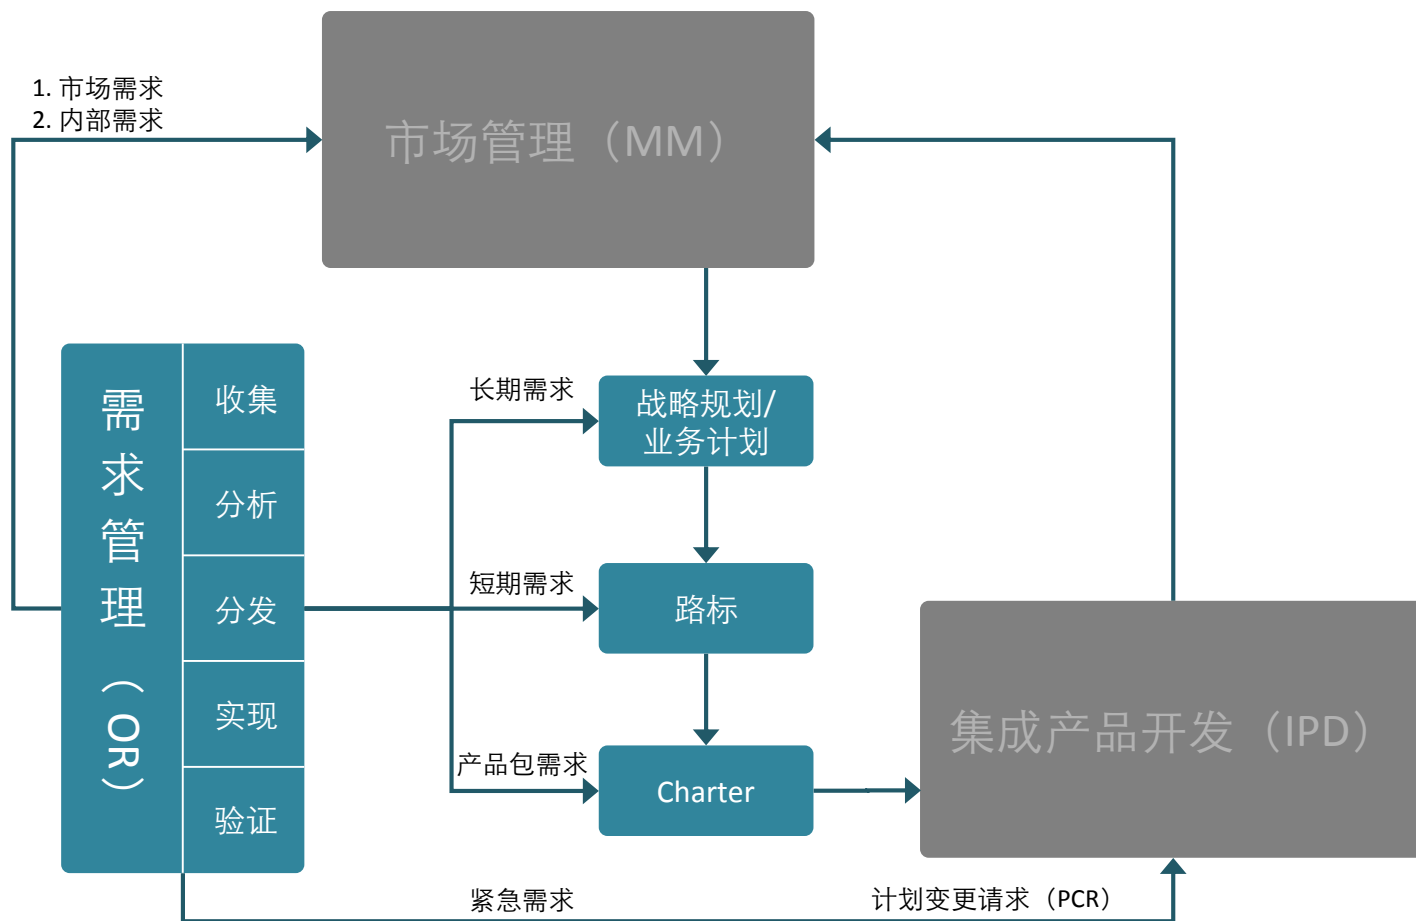 1. 市场需求
2. 内部需求
市场管理（MM）
需求管理（OR）
收集
分析
分发
实现
验证
长期需求
战略规划/
业务计划
短期需求
路标
产品包需求
Charter
集成产品开发（IPD）
紧急需求
计划变更请求（PCR）